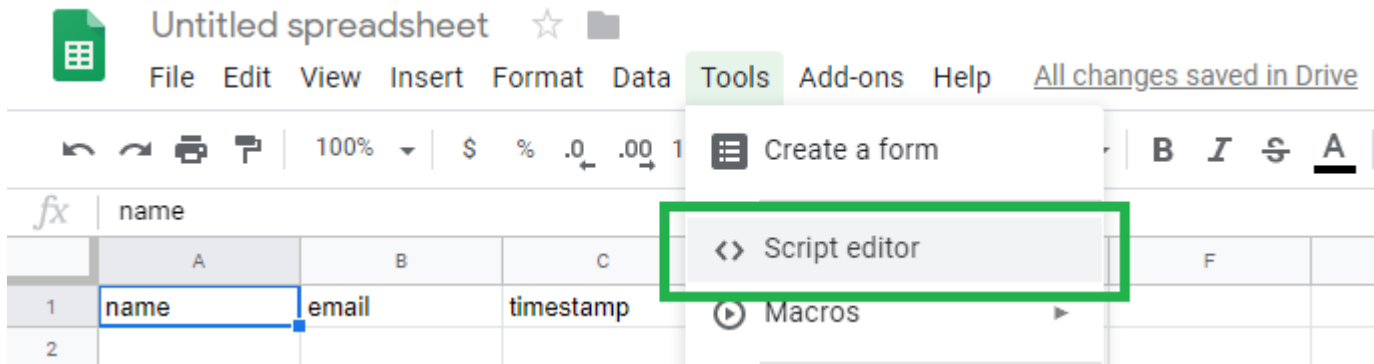 Untitled spreadsheet
File Edit View Insert Format Data Tools Add-ons Help All changes saved in Drive
100% $ % .0 .00 1 Create a form B I S A
fx name Script editor
A B C F
1 name email timestamp Macros
2